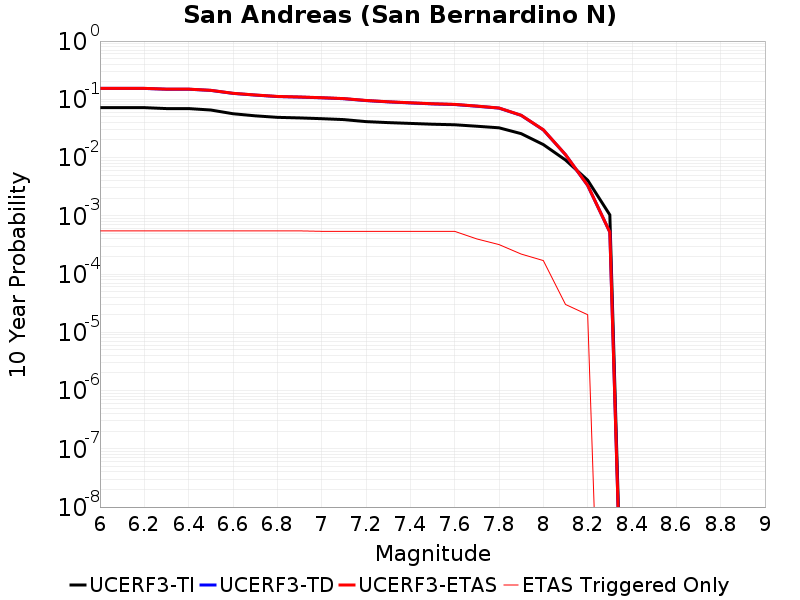 San Andreas (San Bernardino N)
10 Year Probability
10^0
10^-1
10^-2
10^-3
10^-4
10^-5
10^-6
10^-7
10^-8
6 6.2 6.4 6.6 6.8 7 7.2 7.4 7.6 7.8 8 8.2 8.4 8.6 8.8 9
Magnitude
UCERF3-TI UCERF3-TD UCERF3-ETAS ETAS Triggered Only